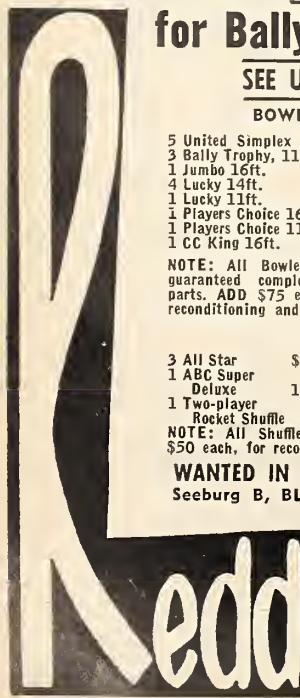 for Bally
SEE U
BOWL
5 United Simplex
3 Bally Trophy, 11
1 Jumbo 16ft.
4 Lucky 14ft.
1 Lucky 11ft.
1 Players Choice 16
1 Players Choice 11
1 CC King 16ft.
NOTE: All Bowle
guaranteed comple
parts. ADD $75 e
reconditioning and
3 All Star $
1 ABC Super
Deluxe 1
1 Two-player
Rocket Shuffle
NOTE: All Shuffle
$50 each, for reco
WANTED IN
Seeburg B, BL
Redd